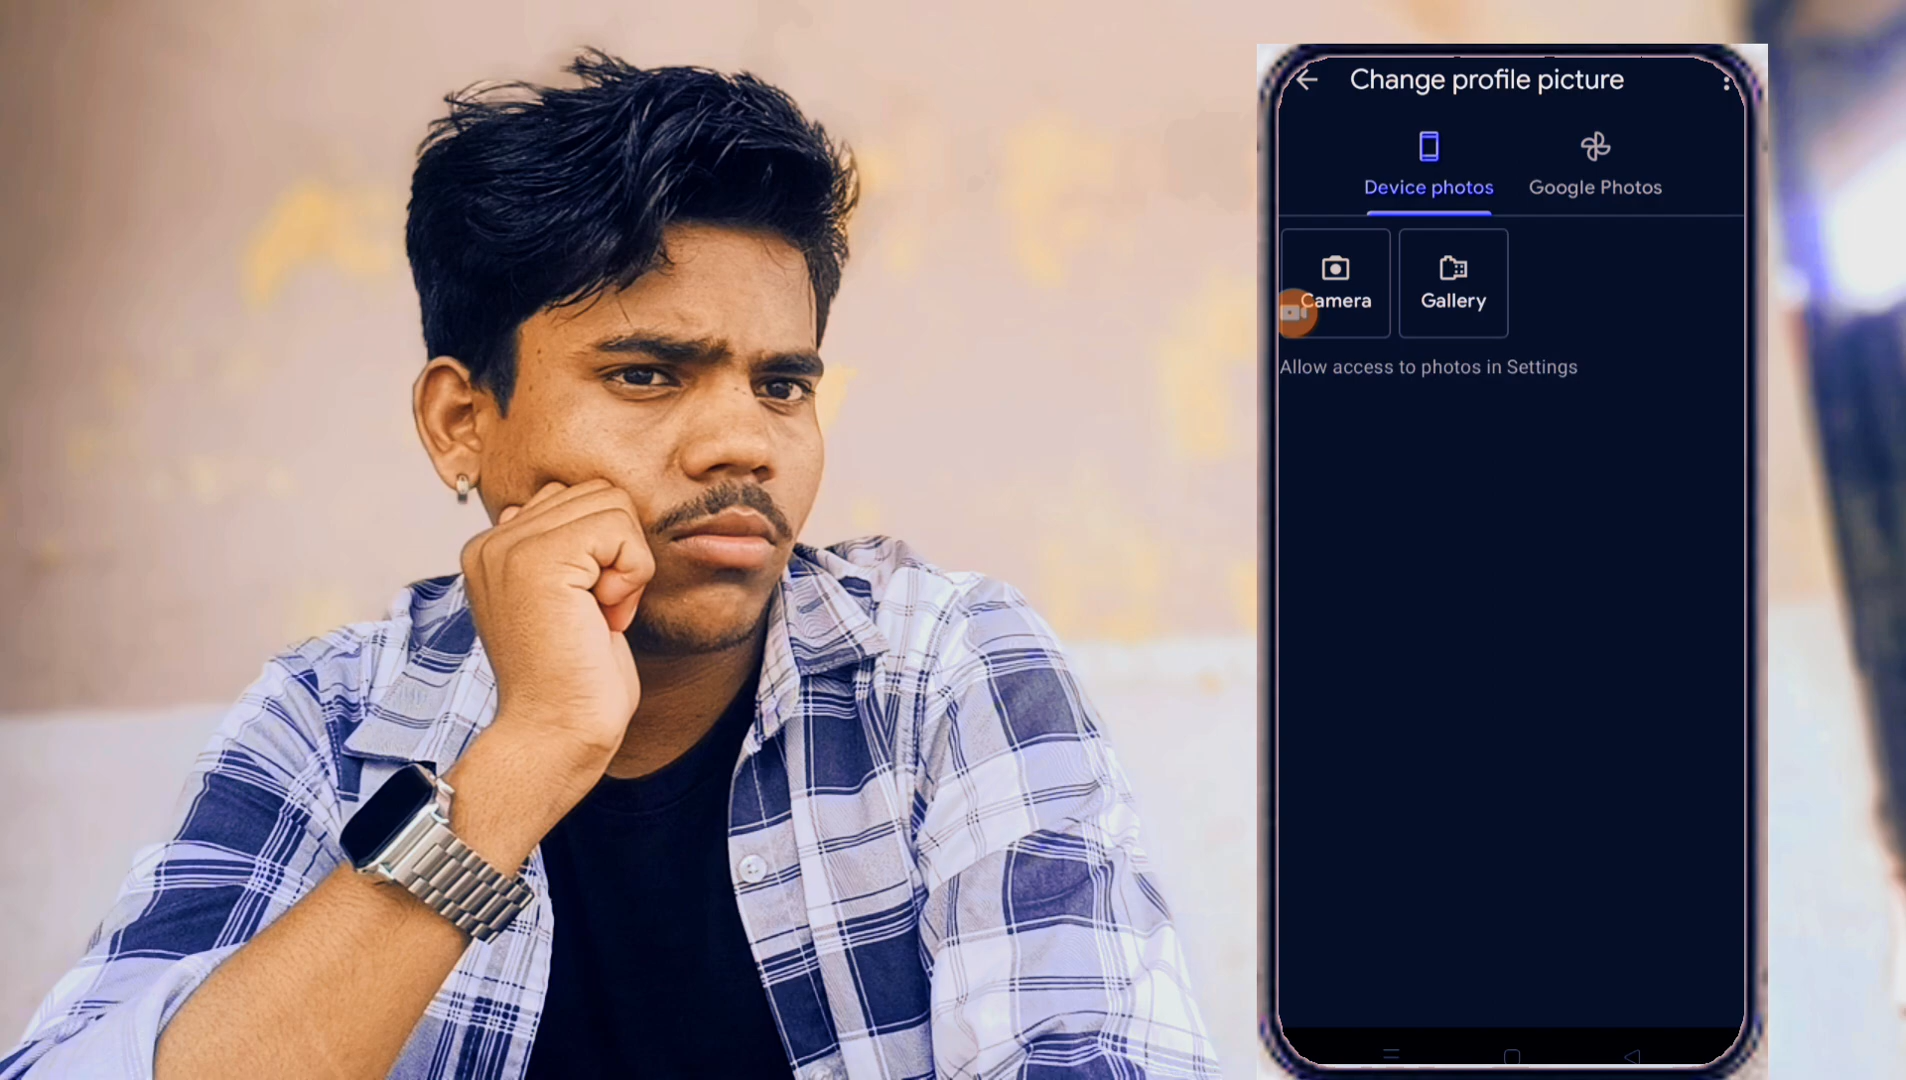 Change profile picture
Device photos
Google Photos
Camera
Gallery
Allow access to photos in Settings